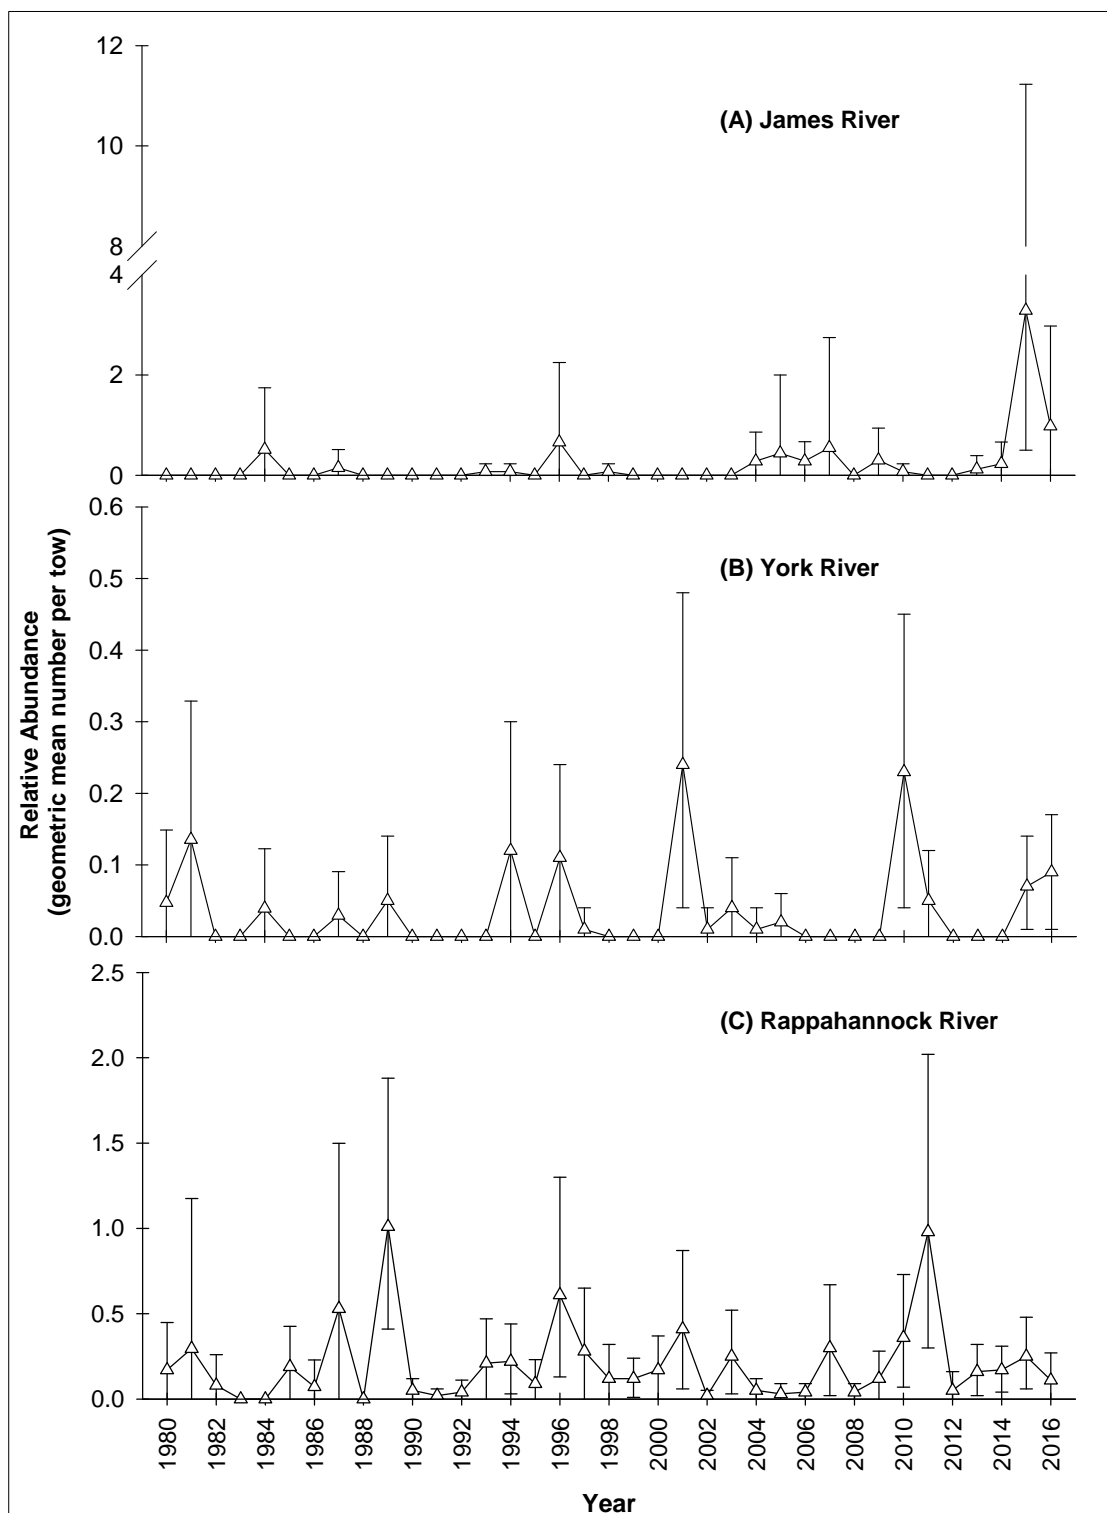 12
(A) James River
10
8
4
2
0
0.6
(B) York River
0.5
0.4
0.3
0.2
0.1
0.0
Relative Abundance
(geometric mean number per tow)
2.5
(C) Rappahannock River
2.0
1.5
1.0
0.5
0.0
1980 1982 1984 1986 1988 1990 1992 1994 1996 1998 2000 2002 2004 2006 2008 2010 2012 2014 2016
Year